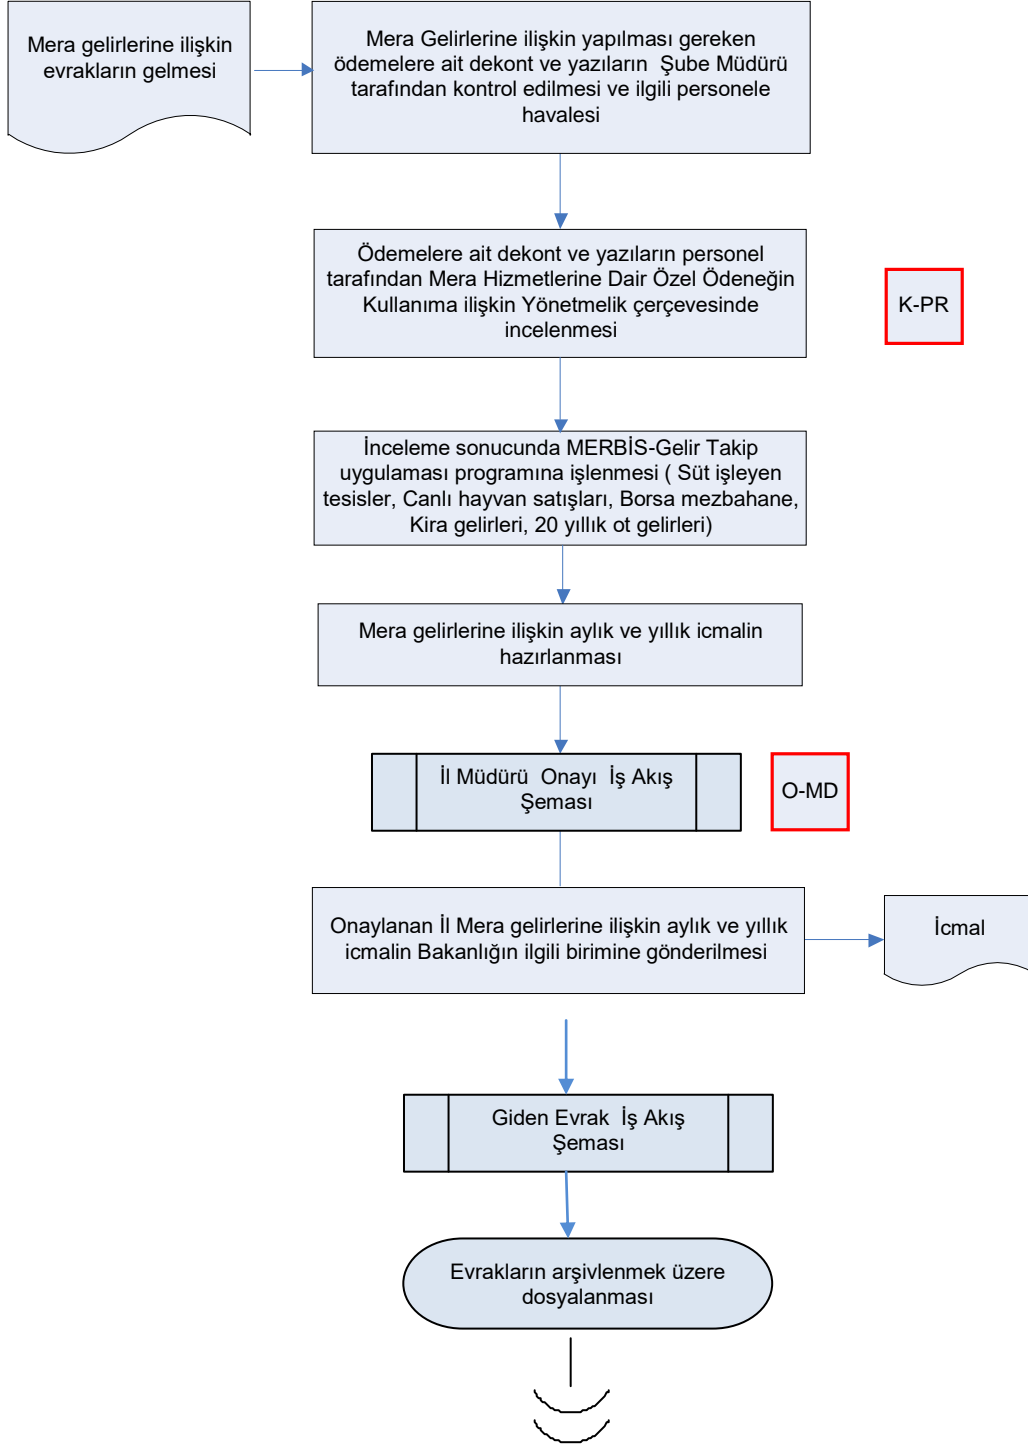 Mera gelirlerine ilişkin
evrakların gelmesi
Mera Gelirlerine ilişkin yapılması gereken
ödemelere ait dekont ve yazıların Şube Müdürü
tarafından kontrol edilmesi ve ilgili personele
havalesi
Ödemelere ait dekont ve yazıların personel
tarafından Mera Hizmetlerine Dair Özel Ödeneğin
Kullanıma ilişkin Yönetmelik çerçevesinde
incelenmesi
K-PR
İnceleme sonucunda MERBİS-Gelir Takip
uygulaması programına işlenmesi ( Süt işleyen
tesisler, Canlı hayvan satışları, Borsa mezbahane,
Kira gelirleri, 20 yıllık ot gelirleri)
Mera gelirlerine ilişkin aylık ve yıllık icmalin
hazırlanması
İl Müdürü Onayı İş Akış
Şeması
O-MD
Onaylanan İl Mera gelirlerine ilişkin aylık ve yıllık
icmalin Bakanlığın ilgili birimine gönderilmesi
İcmal
Giden Evrak İş Akış
Şeması
Evrakların arşivlenmek üzere
dosyalanması